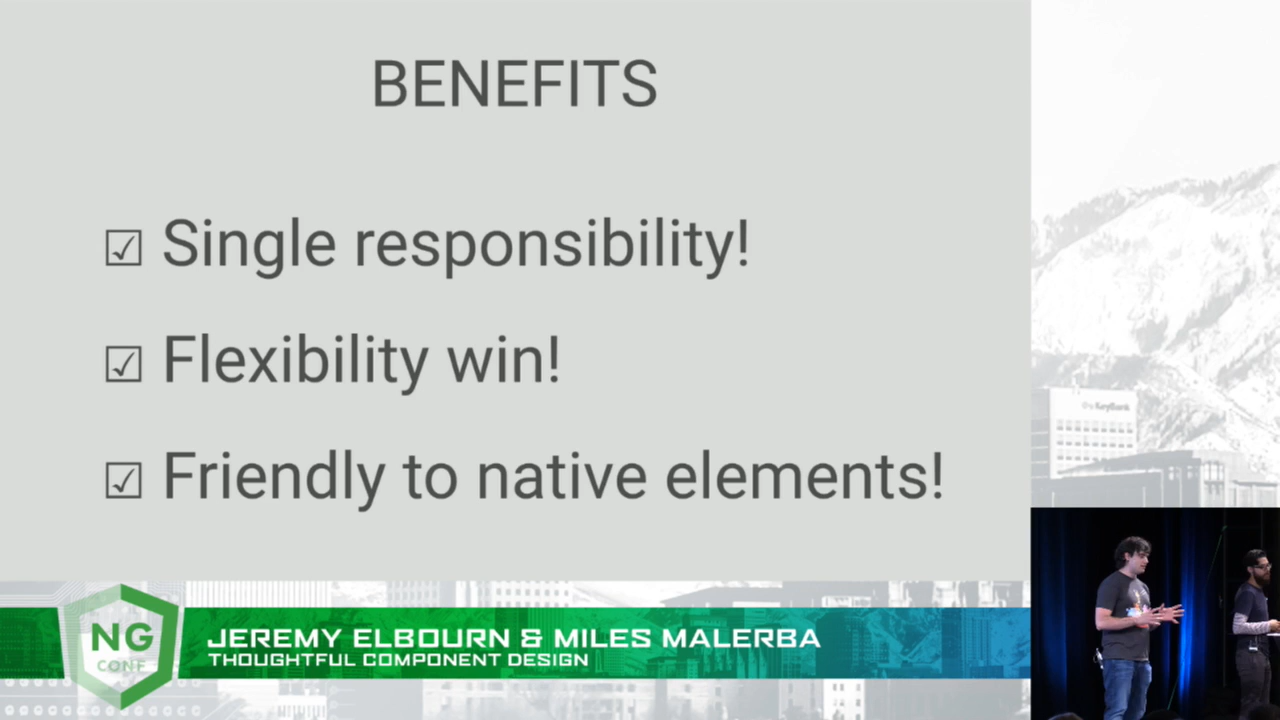 BENEFITS
☑ Single responsibility!
☑ Flexibility win!
☑ Friendly to native elements!
KeyBank
NG
CONF
JEREMY ELBOURN & MILES MALERBA
THOUGHTFUL COMPONENT DESIGN